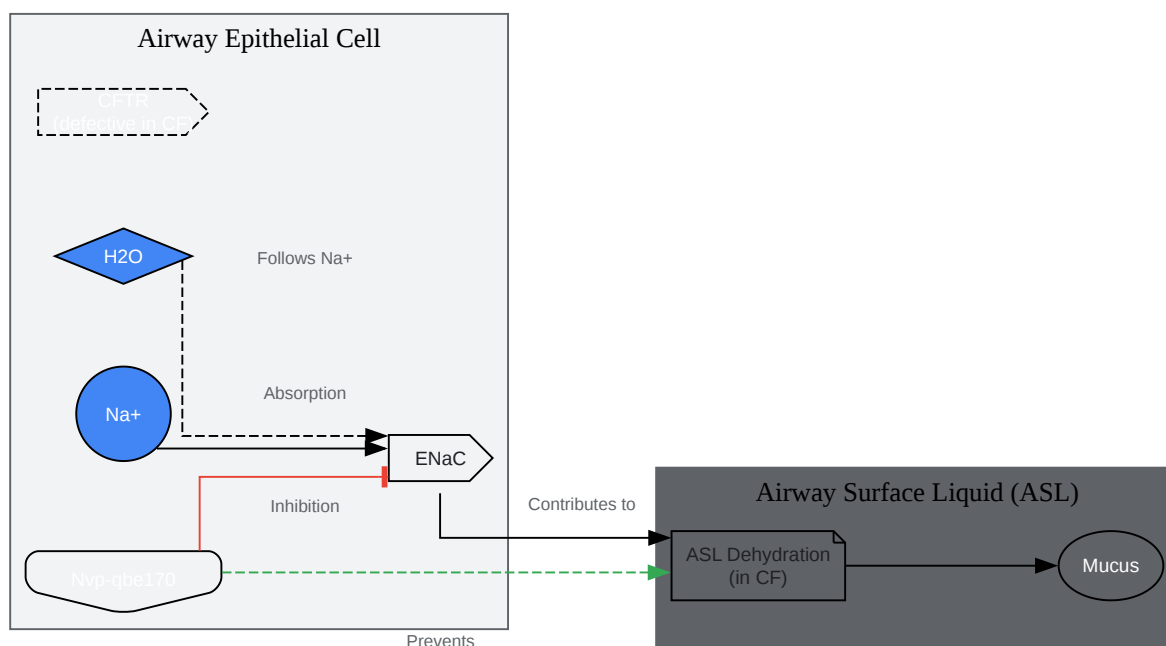 Airway Epithelial Cell
CFTR
(defective in CF)
H2O
Follows Na+
Na+
Absorption
ENaC
Inhibition
Contributes to
Airway Surface Liquid (ASL)
ASL Dehydration
(in CF)
Mucus
Nvp-qbe170
Prevents